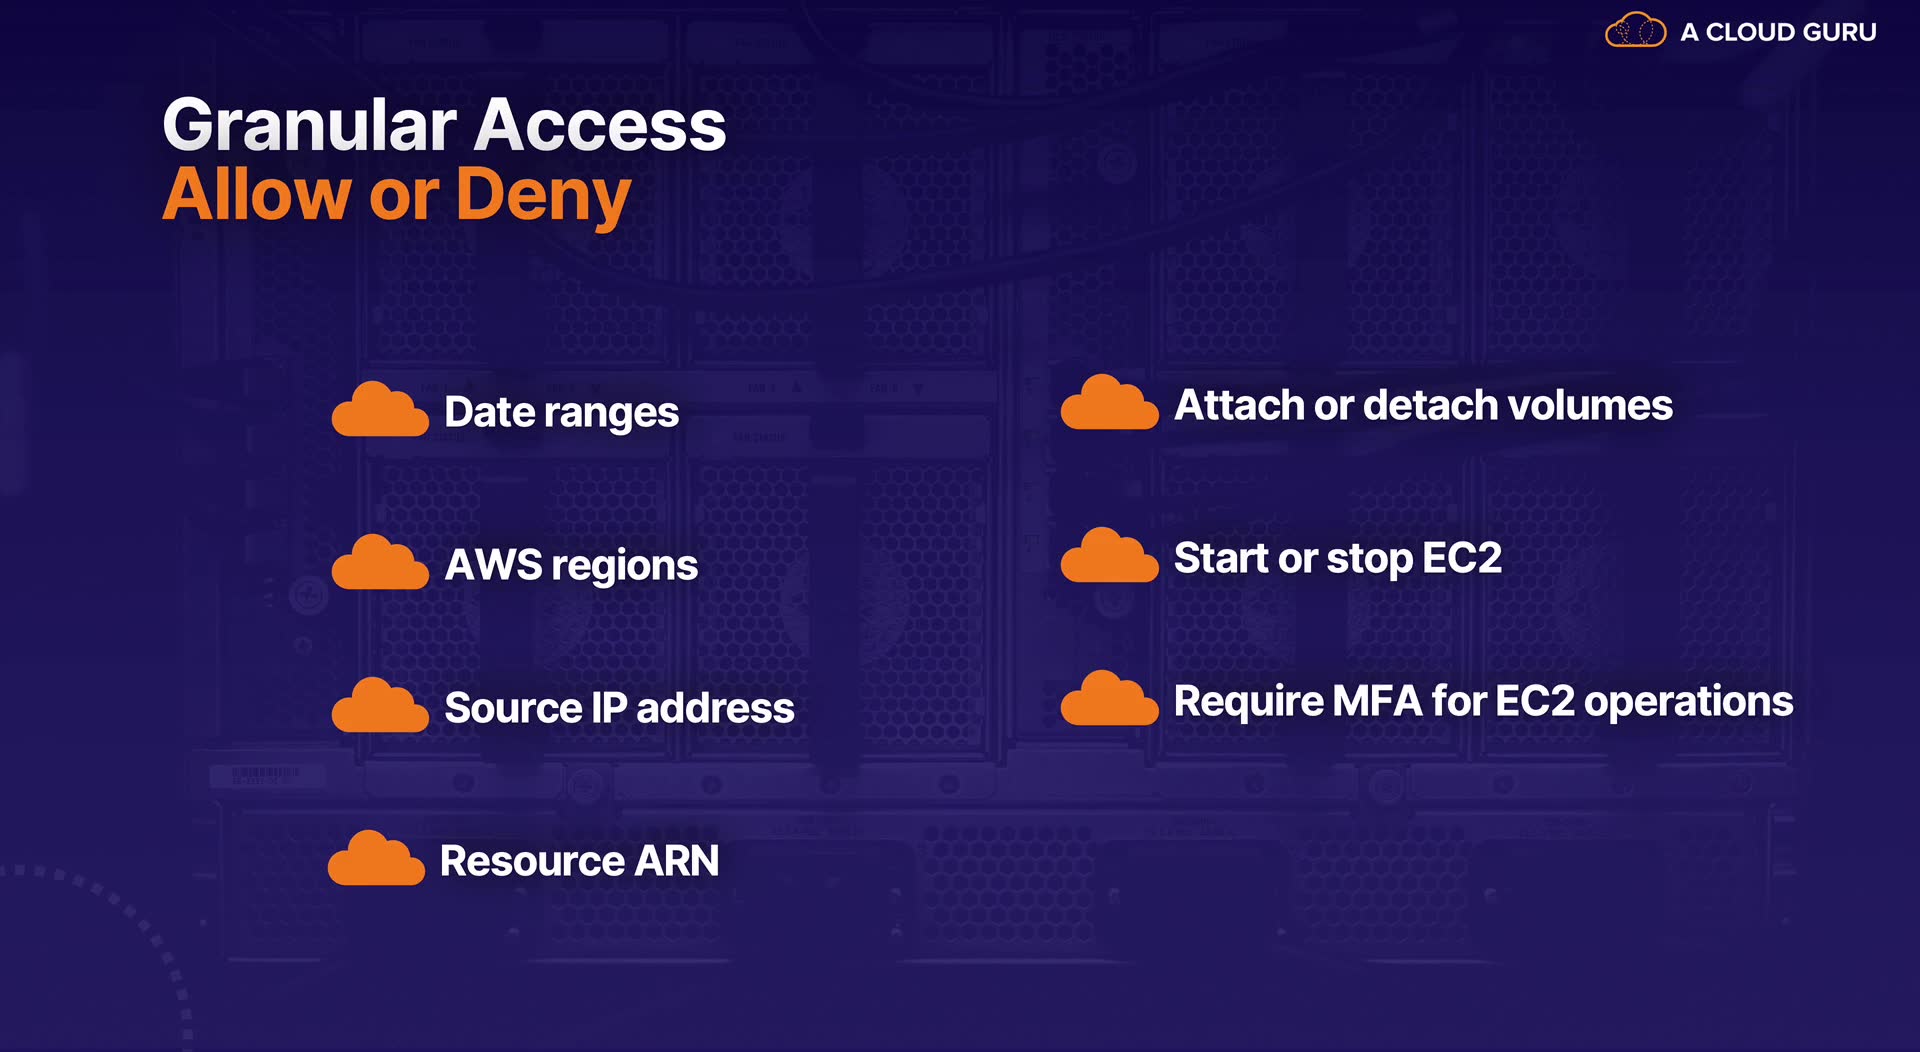 A CLOUD GURU
Granular Access
Allow or Deny
Date ranges
AWS regions
Source IP address
Resource ARN
Attach or detach volumes
Start or stop EC2
Require MFA for EC2 operations